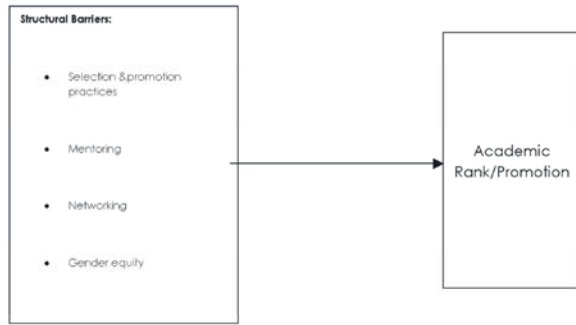 Structural Barriers:
• Selection &promotion
practices
• Mentoring
• Networking
• Gender equity
Academic
Rank/Promotion